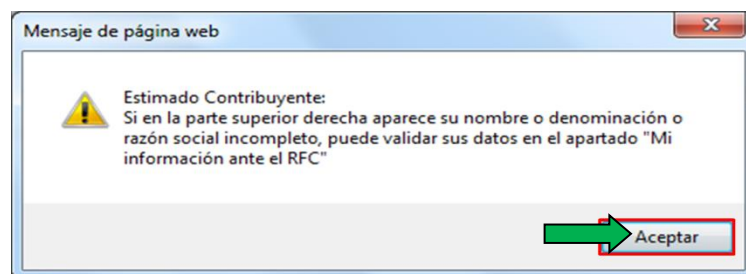 Mensaje de página web
Estimado Contribuyente:
Si en la parte superior derecha aparece su nombre o denominación o
razón social incompleto, puede validar sus datos en el apartado "Mi
información ante el RFC"
Aceptar